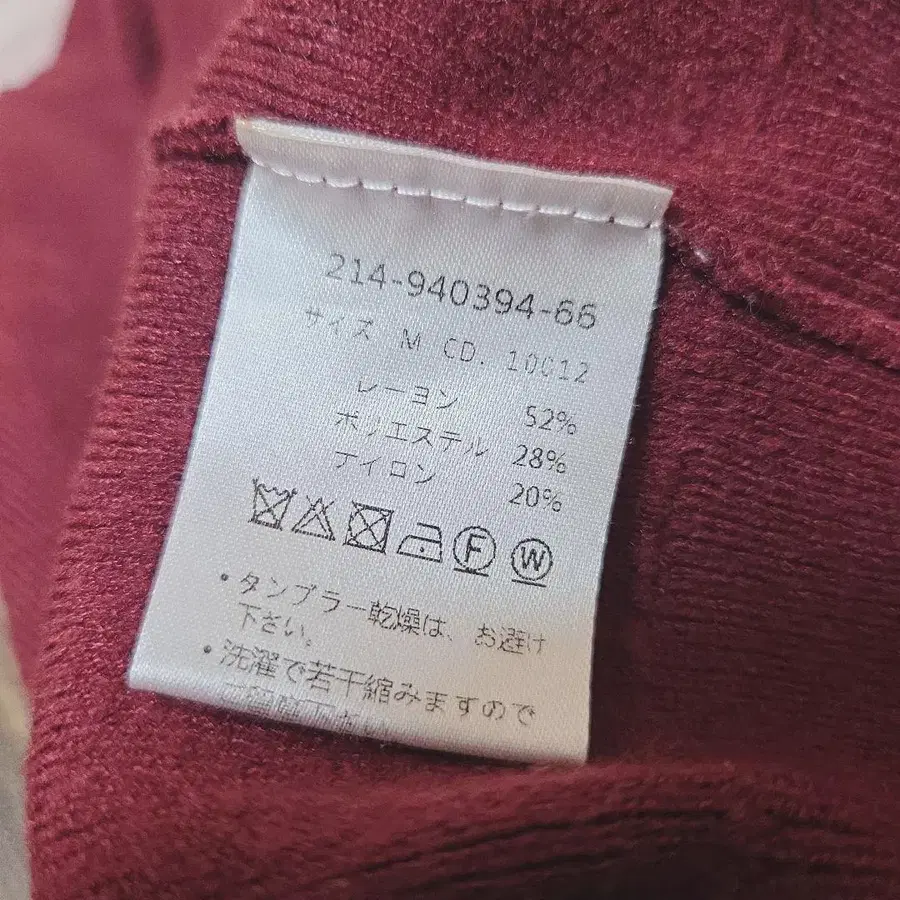 214-940394-66
サイズ M CD. 10012
レーヨン 52%
ポリエステル 28%
ナイロン 20%
F W
・タンブラー乾燥は、お避け
下さい。
・洗濯で若干縮みますので